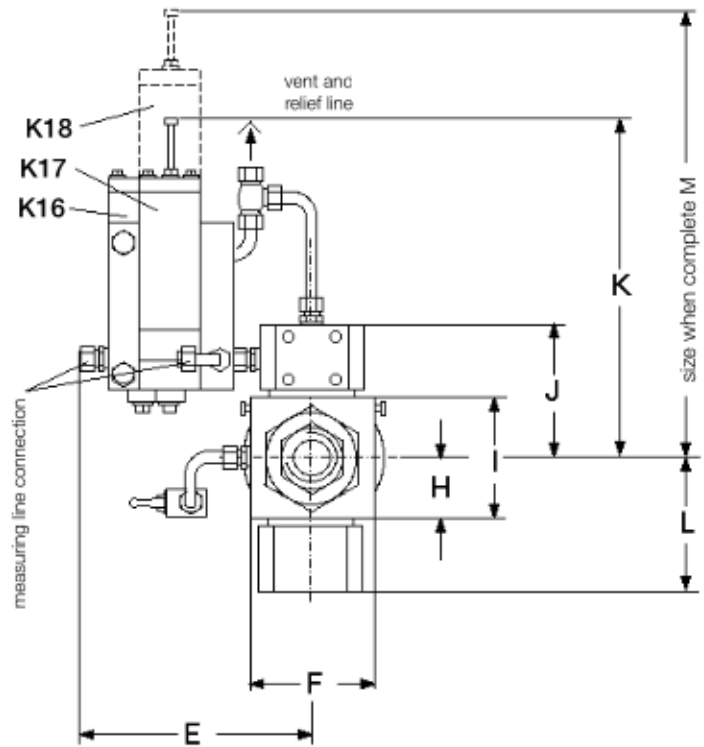 vent and
relief line
K18
K17
K16
K
size when complete M
J
I
H
L
measuring line connection
F
E